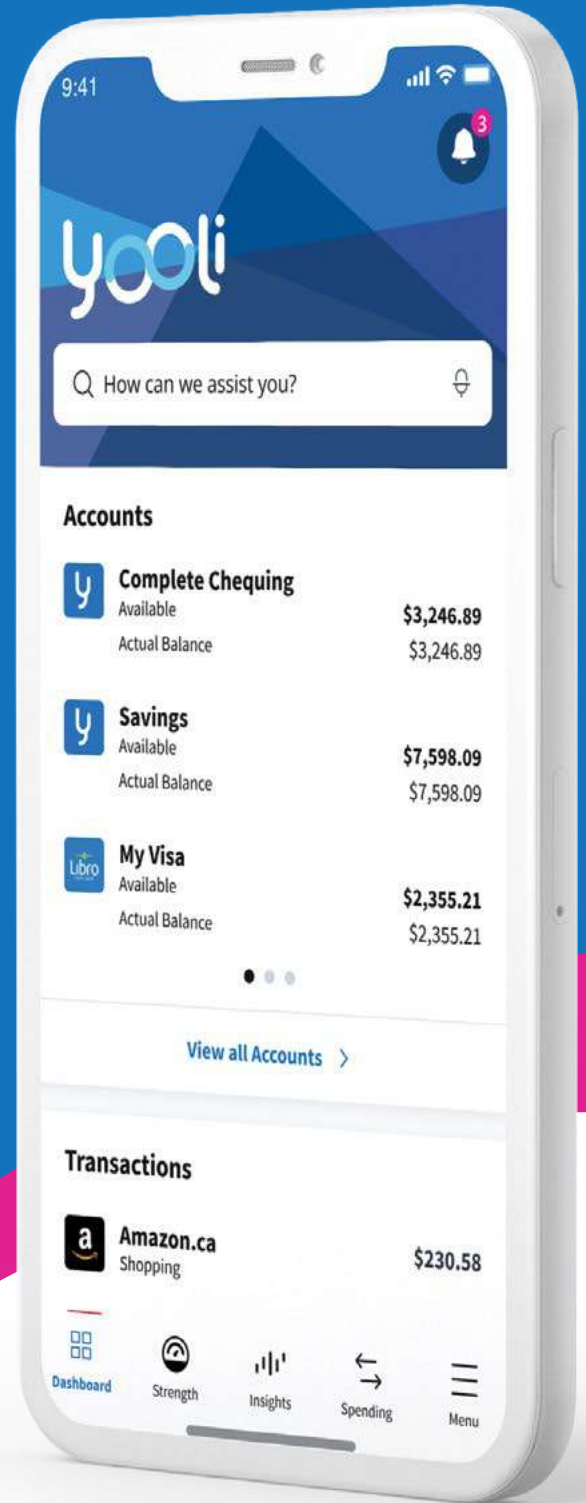 9:41
3
yooli
How can we assist you?
Accounts
y
Complete Chequing
Available $3,246.89
Actual Balance $3,246.89
y
Savings
Available $7,598.09
Actual Balance $7,598.09
Libro
My Visa
Available $2,355.21
Actual Balance $2,355.21
View all Accounts >
Transactions
a
Amazon.ca
Shopping $230.58
Dashboard Strength Insights Spending Menu